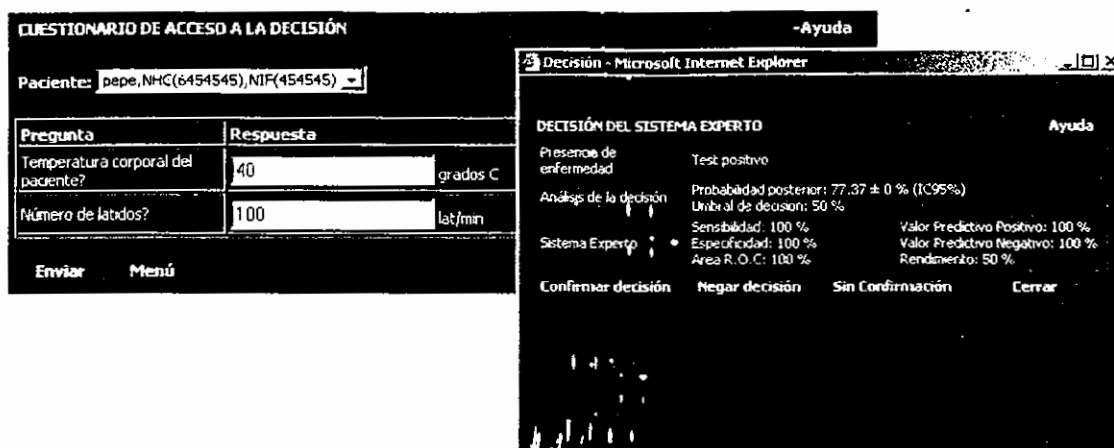 CUESTIONARIO DE ACCESO A LA DECISIÓN
-Ayuda
Paciente: pepe,NHC(6454545),NIF(454545)
Pregunta Respuesta
Temperatura corporal del
paciente?
40 grados C
Número de latidos? 100 lat/min
Enviar Menú
Decisión - Microsoft Internet Explorer
DECISIÓN DEL SISTEMA EXPERTO Ayuda
Presencia de
enfermedad
Test positivo
Análisis de la decisión
Probabilidad posterior: 77.37 ± 0 % (IC95%)
Umbral de decision: 50 %
Sistema Experto
Sensibilidad: 100 % Valor Predictivo Positivo: 100 %
Especificidad: 100 % Valor Predictivo Negativo: 100 %
Area R.O.C: 100 % Rendimiento: 50 %
Confirmar decisión Negar decisión Sin Confirmación Cerrar